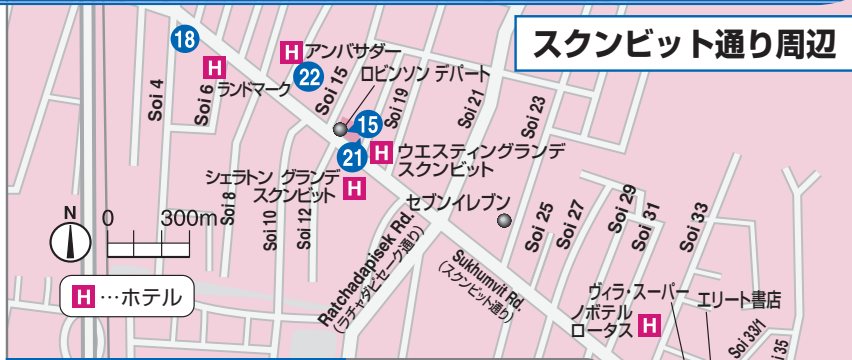 スクンビット通り周辺
18
H
アンバサダー
22
ロビンソン デパート
H
ランドマーク
Soi 4
Soi 6
Soi 15
Soi 19
Soi 21
Soi 23
15
21
H
ウエスティングランデ
スクンビット
シェラトン グランデ
スクンビット
H
セブンイレブン
Soi 8
Soi 10
Soi 12
Soi 25
Soi 27
Soi 29
Soi 31
Soi 33
N
0
300m
Ratchadapisek Rd.
(ラチャダピセーク通り)
Sukhumvit Rd.
(スクンビット通り)
H…ホテル
ヴィラ・スーパー
エリート書店
ノボテル
ロータス
H
Soi 33/1
35